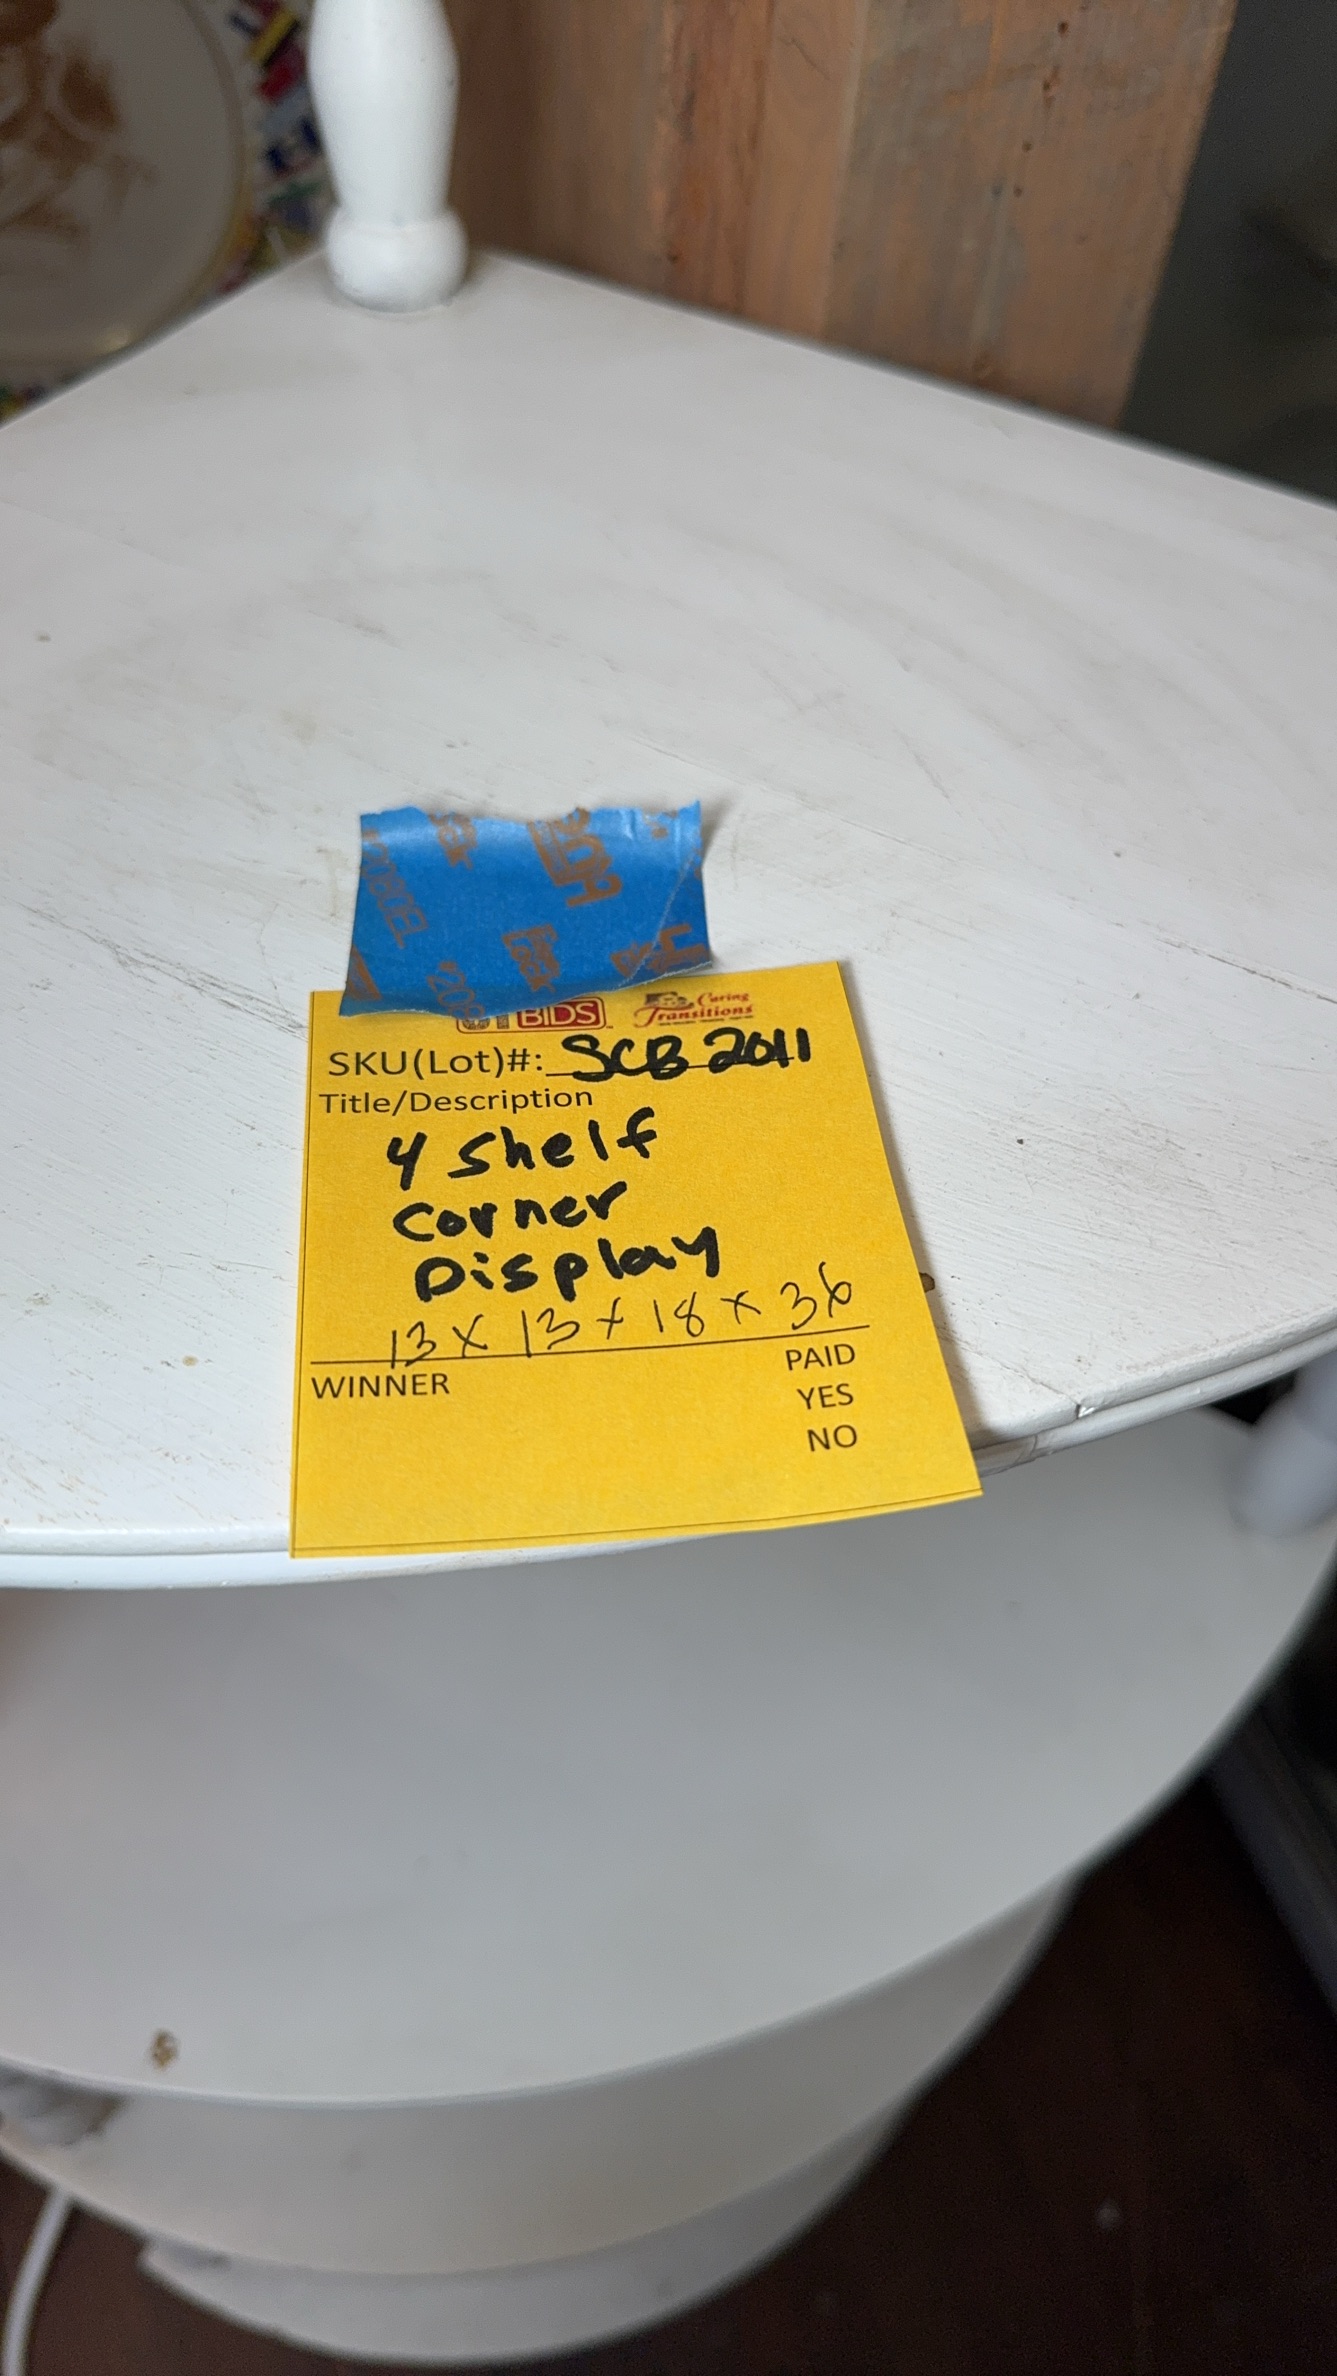 BIDS
Caring
Transitions
SKU(Lot)#: SCB 2011
Title/Description
4 Shelf
Corner
Display
13 x 13 x 18 x 36
WINNER
PAID
YES
NO